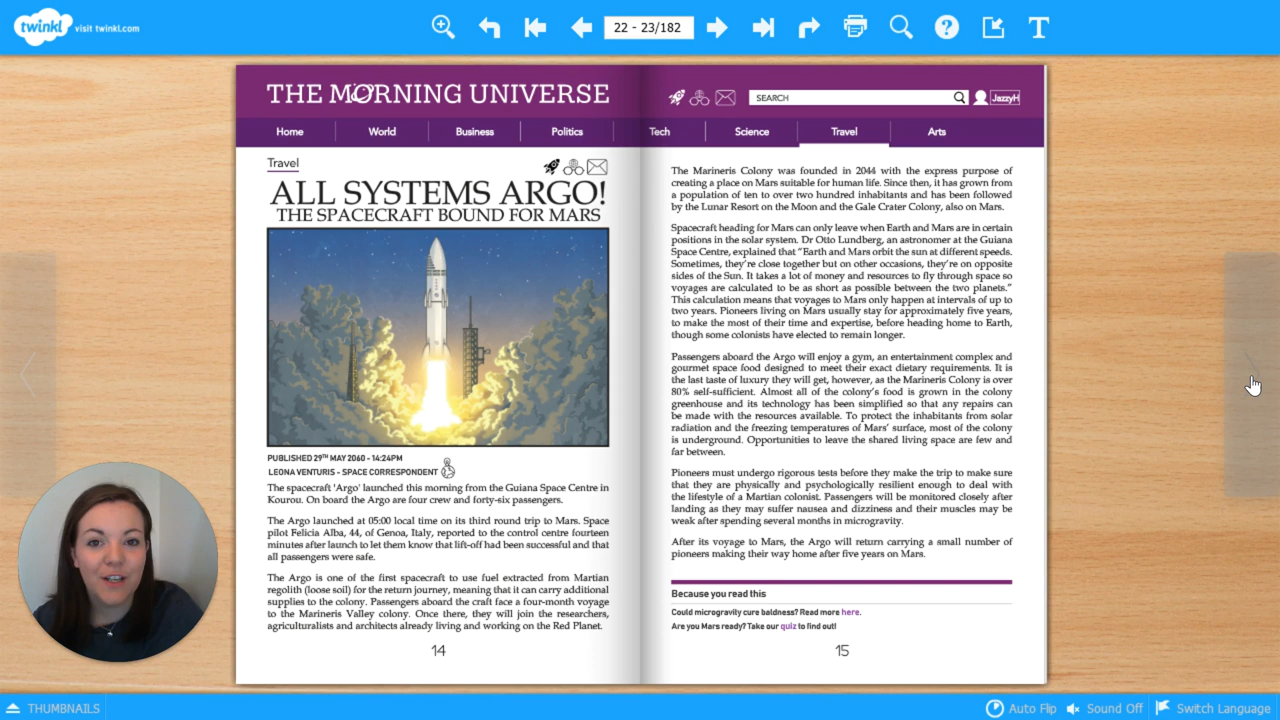 twinkl visit twinkl.com
22 - 23/182
THE MORNING UNIVERSE
SEARCH
JazzyH
Home World Business Politics Tech Science Travel Arts
Travel
ALL SYSTEMS ARGO!
THE SPACECRAFT BOUND FOR MARS
PUBLISHED 29TH MAY 2060 - 14:24PM
LEONA VENTURIS - SPACE CORRESPONDENT
The spacecraft 'Argo' launched this morning from the Guiana Space Centre in
Kourou. On board the Argo are four crew and forty-six passengers.
The Argo launched at 05:00 local time on its third round trip to Mars. Space
pilot Felicia Alba, 44, of Genoa, Italy, reported to the control centre fourteen
minutes after launch to let them know that lift-off had been successful and that
all passengers were safe.
The Argo is one of the first spacecraft to use fuel extracted from Martian
regolith (loose soil) for the return journey, meaning that it can carry additional
supplies to the colony. Passengers aboard the craft face a four-month voyage
to the Marineris Valley colony. Once there, they will join the researchers,
agriculturalists and architects already living and working on the Red Planet.
14
The Marineris Colony was founded in 2044 with the express purpose of
creating a place on Mars suitable for human life. Since then, it has grown from
a population of ten to over two hundred inhabitants and has been followed
by the Lunar Resort on the Moon and the Gale Crater Colony, also on Mars.
Spacecraft heading for Mars can only leave when Earth and Mars are in certain
positions in the solar system. Dr Otto Lundberg, an astronomer at the Guiana
Space Centre, explained that "Earth and Mars orbit the sun at different speeds.
Sometimes, they're close together but on other occasions, they're on opposite
sides of the Sun. It takes a lot of money and resources to fly through space so
voyages are calculated to be as short as possible between the two planets."
This calculation means that voyages to Mars only happen at intervals of up to
two years. Pioneers living on Mars usually stay for approximately five years,
to make the most of their time and expertise, before heading home to Earth,
though some colonists have elected to remain longer.
Passengers aboard the Argo will enjoy a gym, an entertainment complex and
gourmet space food designed to meet their exact dietary requirements. It is
the last taste of luxury they will get, however, as the Marineris Colony is over
80% self-sufficient. Almost all of the colony's food is grown in the colony
greenhouse and its technology has been simplified so that any repairs can
be made with the resources available. To protect the inhabitants from solar
radiation and the freezing temperatures of Mars' surface, most of the colony
is underground. Opportunities to leave the shared living space are few and
far between.
Pioneers must undergo rigorous tests before they make the trip to make sure
that they are physically and psychologically resilient enough to deal with
the lifestyle of a Martian colonist. Passengers will be monitored closely after
landing as they may suffer nausea and dizziness and their muscles may be
weak after spending several months in microgravity.
After its voyage to Mars, the Argo will return carrying a small number of
pioneers making their way home after five years on Mars.
Because you read this
Could microgravity cure baldness? Read more here.
Are you Mars ready? Take our quiz to find out!
15
THUMBNAILS
Auto Flip Sound Off Switch Language